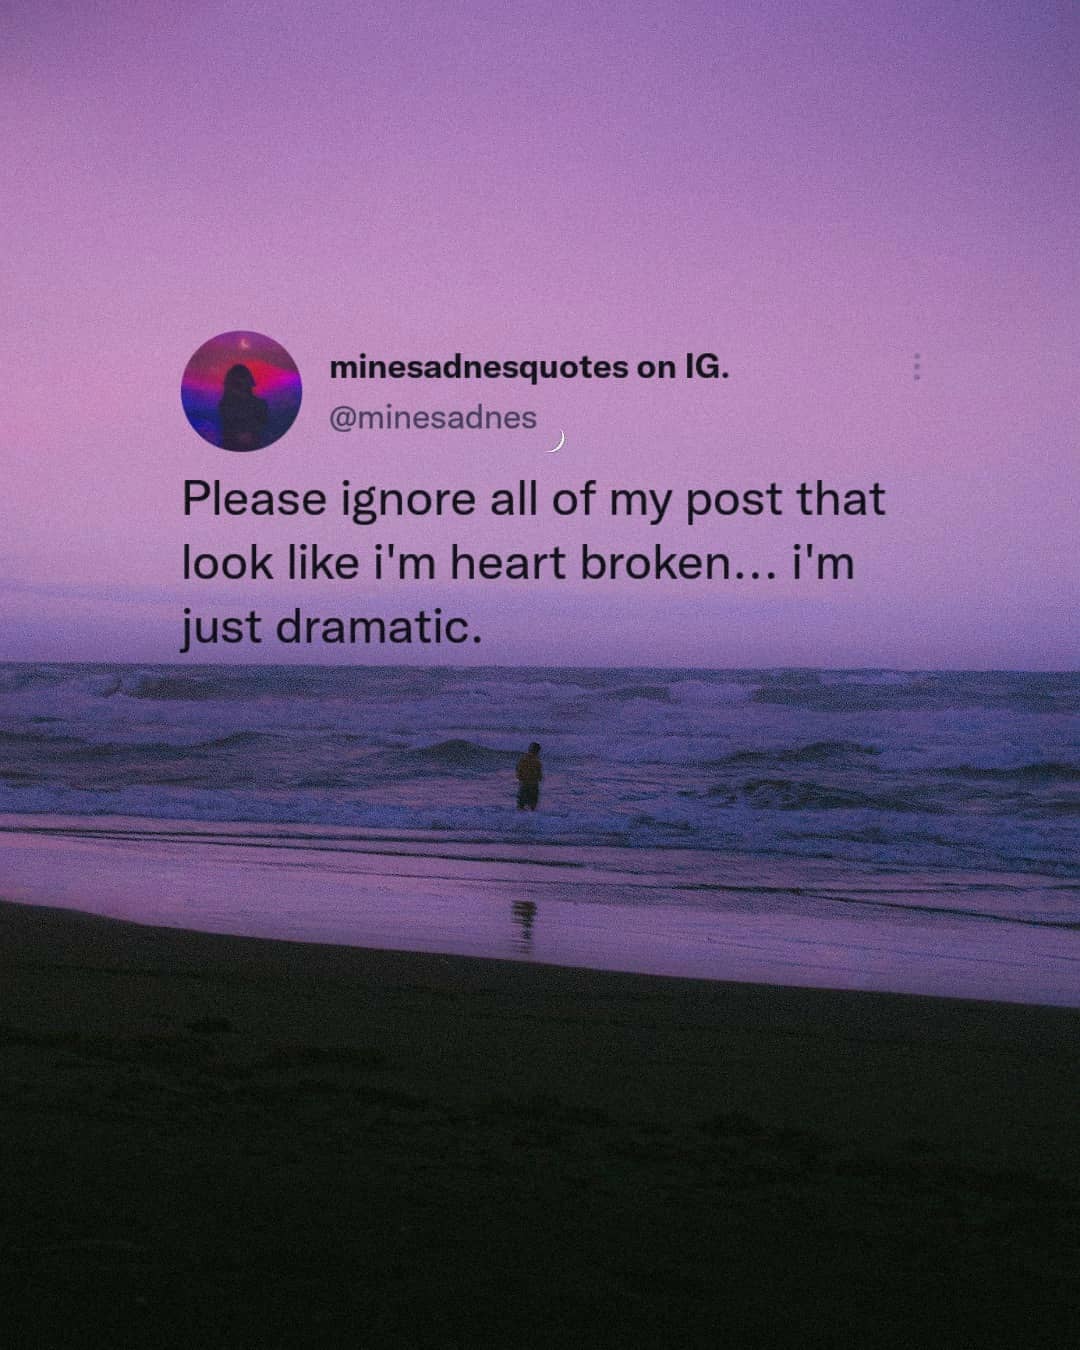 minesadnesquotes on IG.
@minesadnes
Please ignore all of my post that
look like i'm heart broken... i'm
just dramatic.